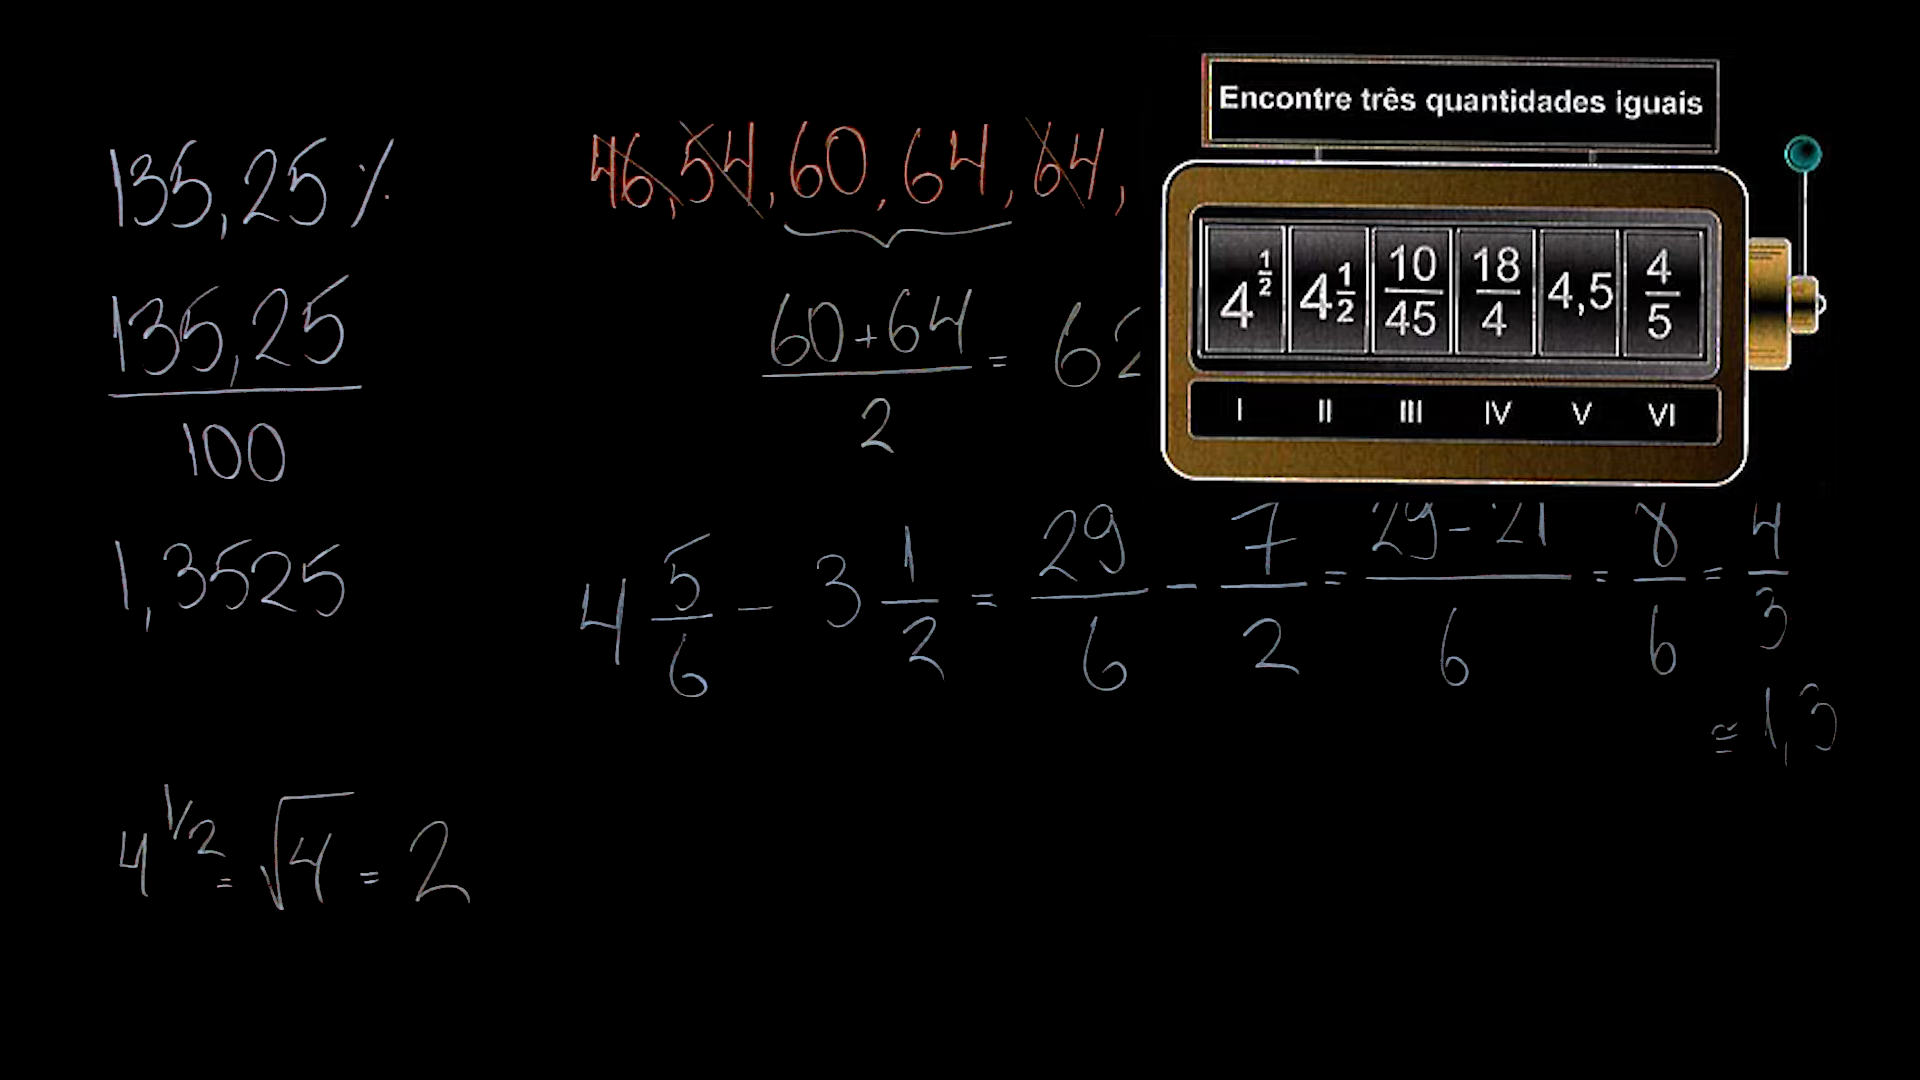 135,25%
135,25
100
1,3525
46, 54, 60, 64, 64,
60+64
2
= 62
Encontre três quantidades iguais
4^1/2 4 1/2 10/45 18/4 4,5 4/5
I II III IV V VI
4 5/6 - 3 1/2 = 29/6 - 7/2 = 29-21/6 = 8/6 = 4/3
≅ 1,3
4^1/2 = √4 = 2